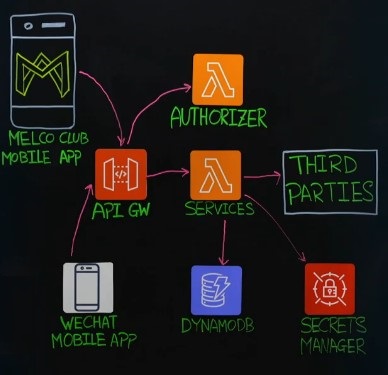 MELCO CLUB
MOBILE APP
AUTHORIZER
API GW
SERVICES
THIRD
PARTIES
WECHAT
MOBILE APP
DYNAMODB
SECRETS
MANAGER